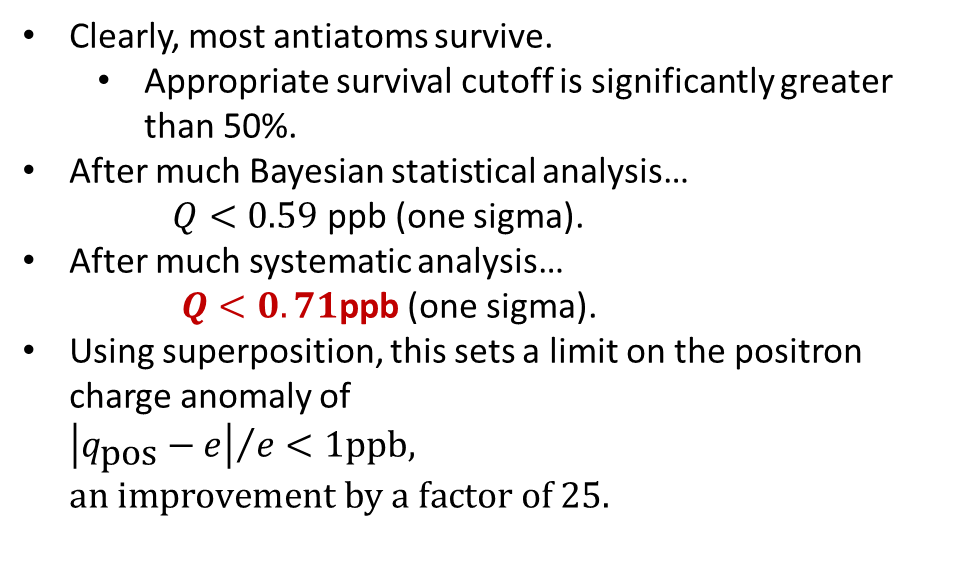 • Clearly, most antiatoms survive.
• Appropriate survival cutoff is significantly greater
than 50%.
• After much Bayesian statistical analysis…
Q < 0.59 ppb (one sigma).
• After much systematic analysis…
Q < 0.71ppb (one sigma).
• Using superposition, this sets a limit on the positron
charge anomaly of
|q_pos − e|/e < 1ppb,
an improvement by a factor of 25.